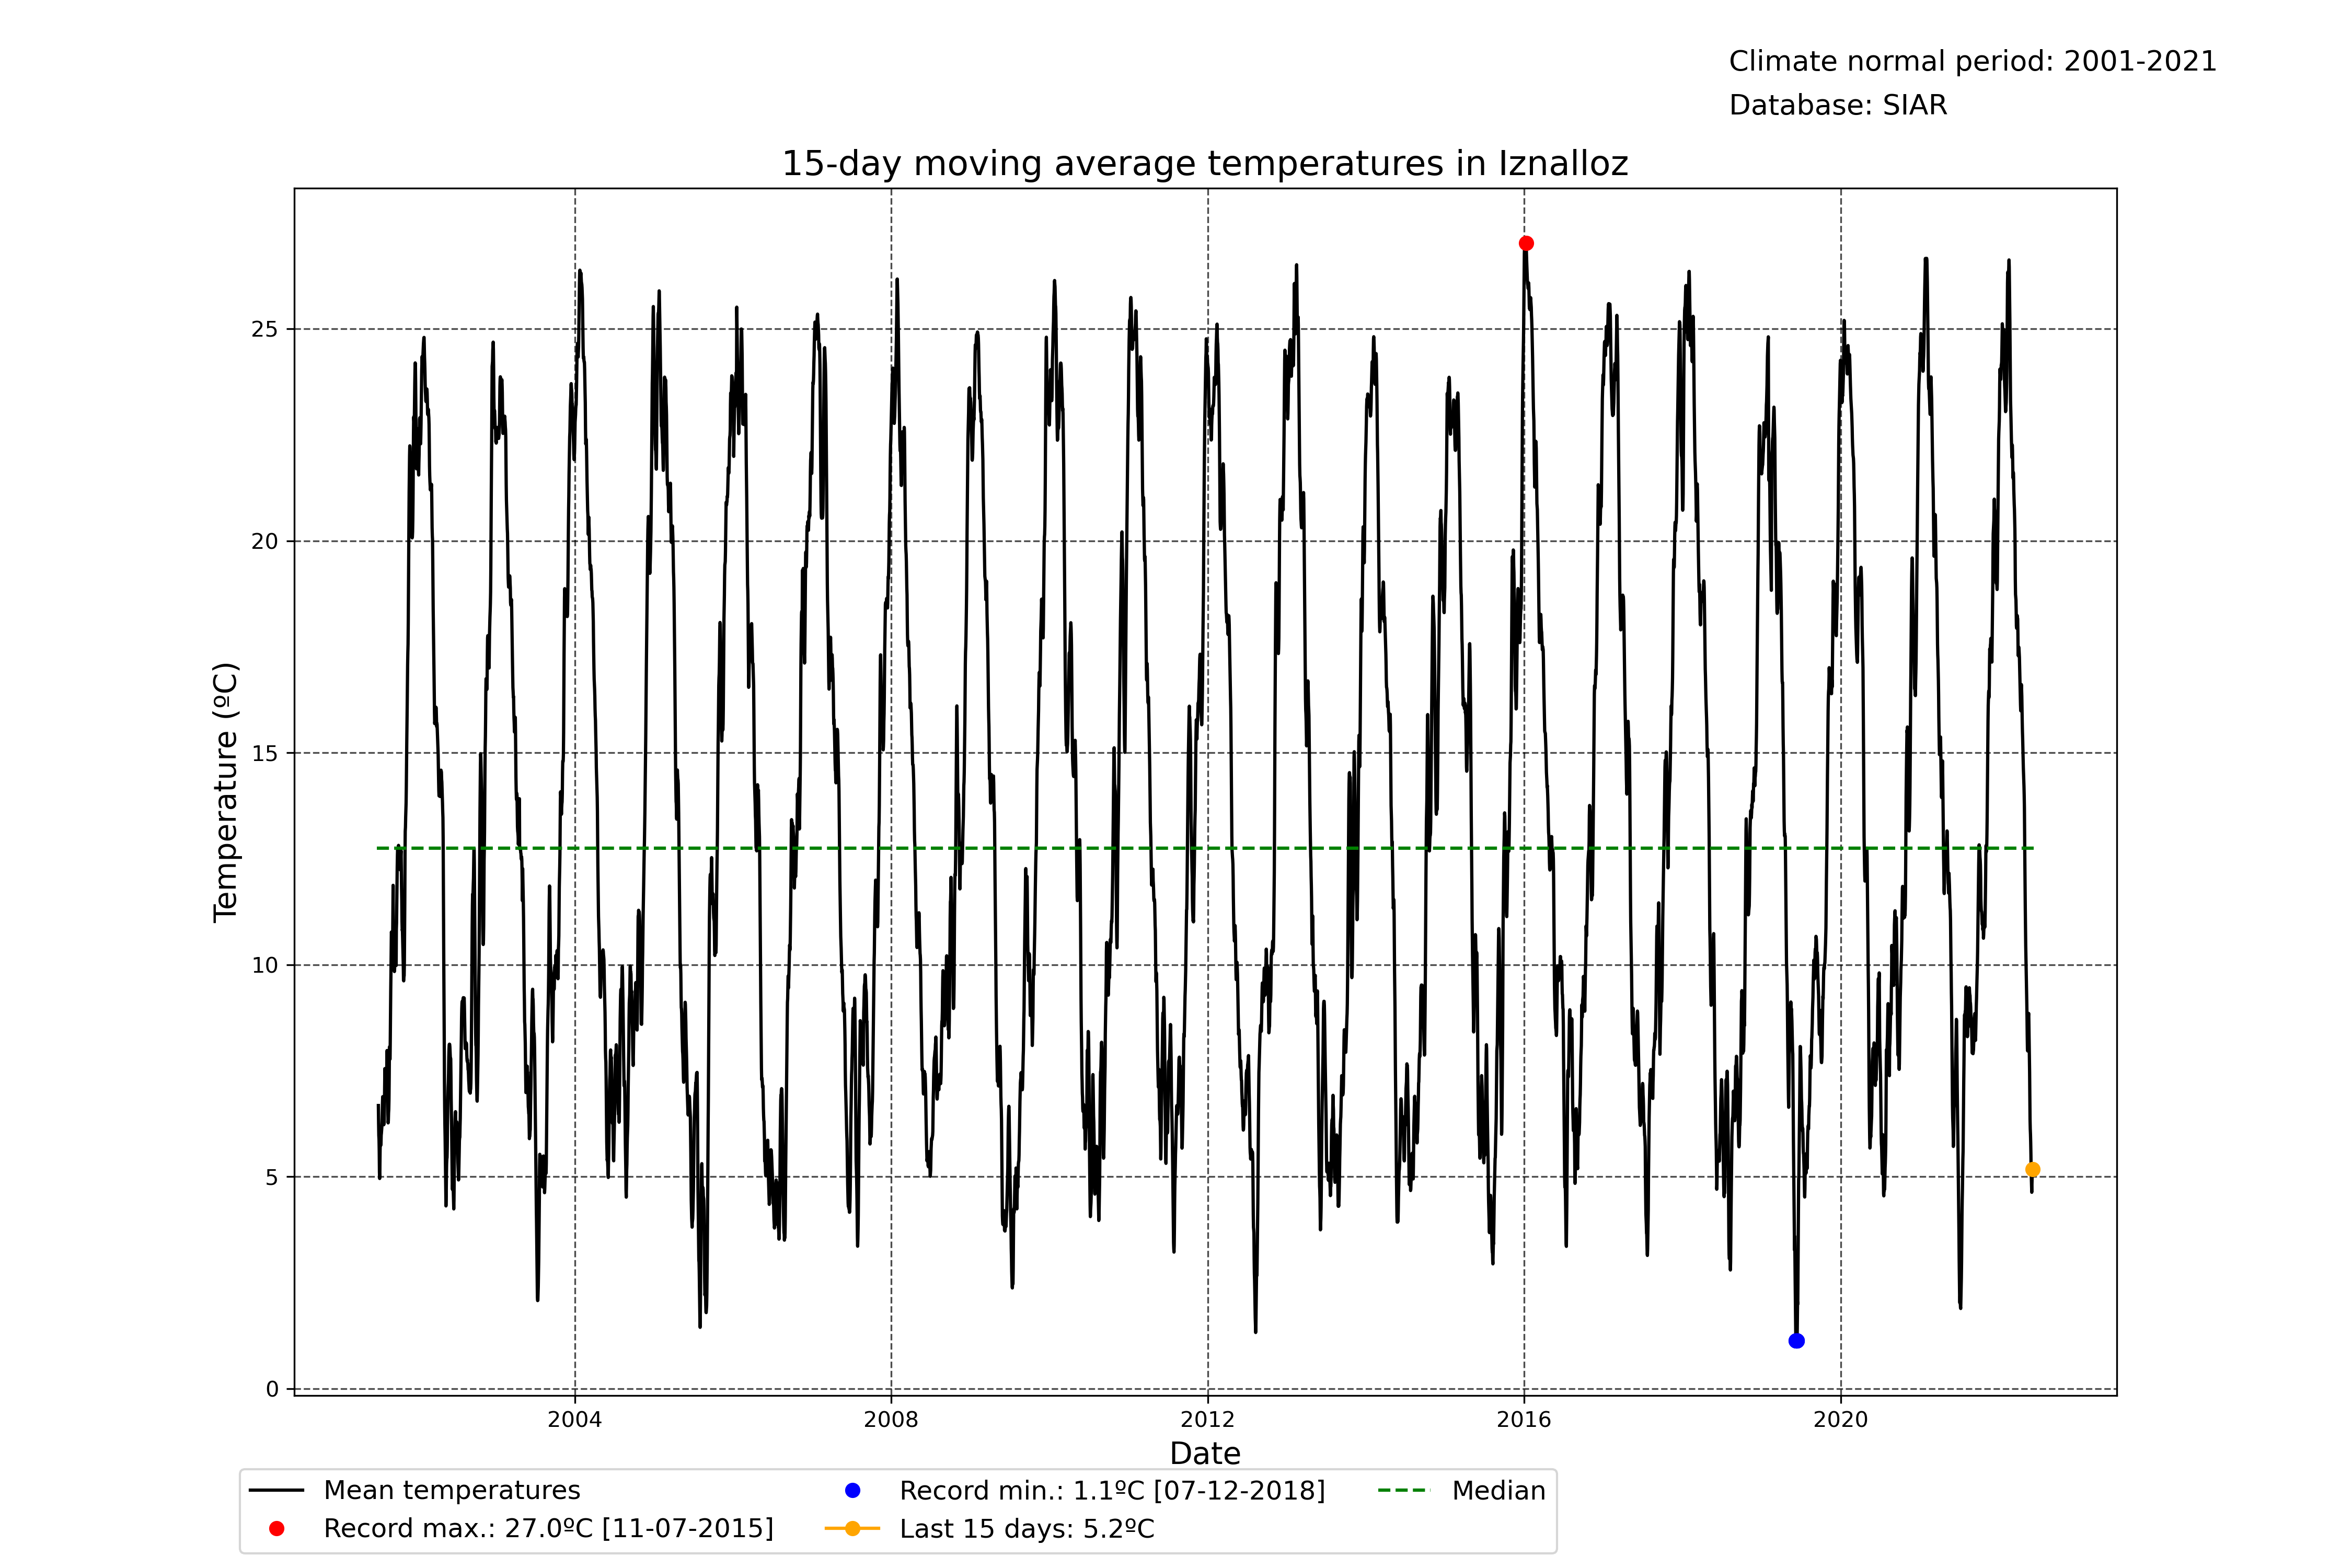 Climate normal period: 2001-2021
Database: SIAR
15-day moving average temperatures in Iznalloz
Temperature (ºC)
25
20
15
10
5
0
2004 2008 2012 2016 2020
Date
Mean temperatures
Record max.: 27.0ºC [11-07-2015]
Record min.: 1.1ºC [07-12-2018]
Last 15 days: 5.2ºC
Median